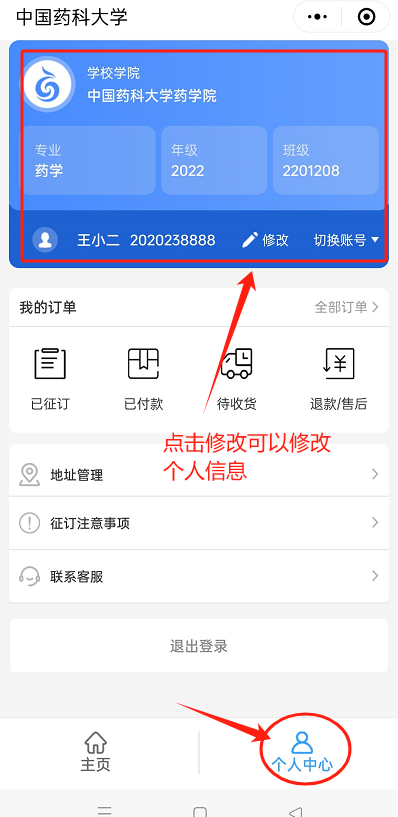 中国药科大学
学校学院
中国药科大学药学院
专业 年级 班级
药学 2022 2201208
王小二 2020238888 修改 切换账号
我的订单 全部订单
已征订 已付款 待收货 退款/售后
点击修改可以修改
个人信息
地址管理
征订注意事项
联系客服
退出登录
主页 个人中心